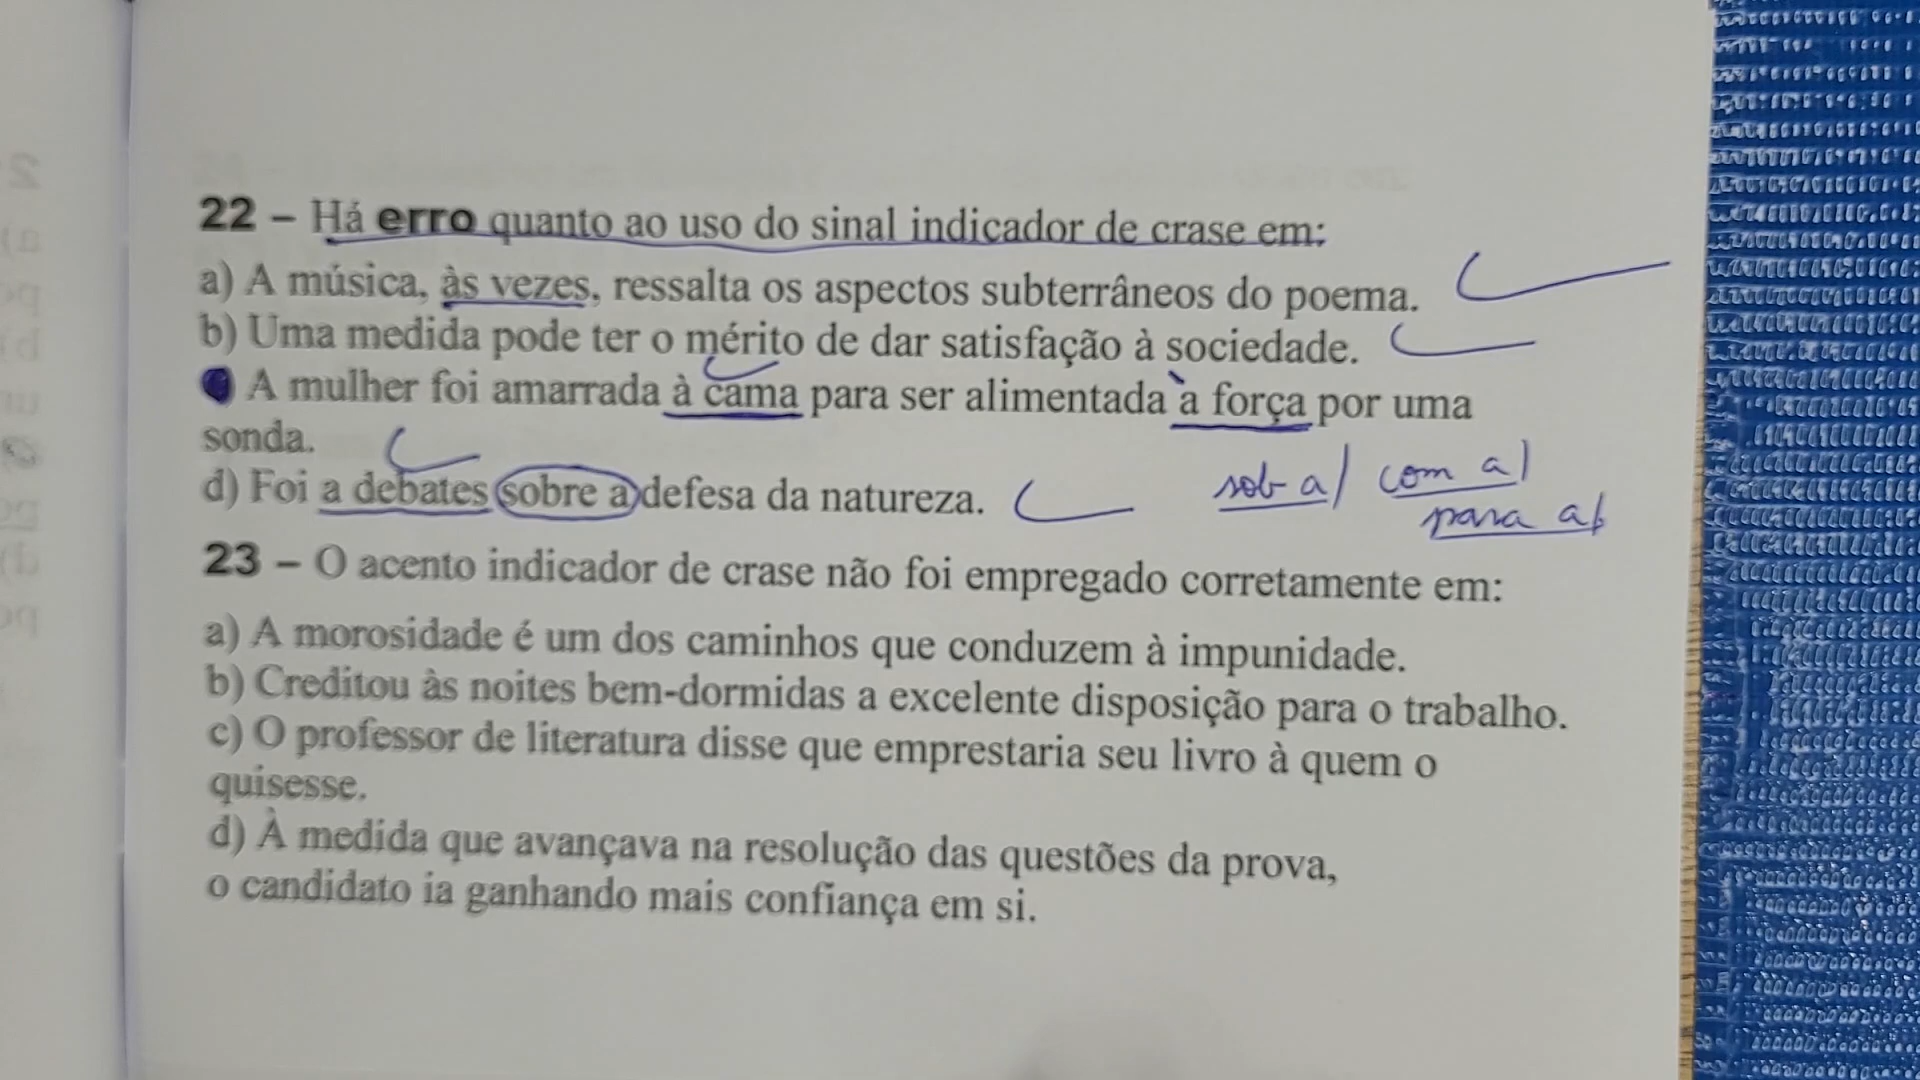 22 – Há erro quanto ao uso do sinal indicador de crase em:
a) A música, às vezes, ressalta os aspectos subterrâneos do poema.
b) Uma medida pode ter o mérito de dar satisfação à sociedade.
A mulher foi amarrada à cama para ser alimentada à força por uma
sonda.
d) Foi a debates sobre a defesa da natureza.
sob a/ com a/
para a/
23 – O acento indicador de crase não foi empregado corretamente em:
a) A morosidade é um dos caminhos que conduzem à impunidade.
b) Creditou às noites bem-dormidas a excelente disposição para o trabalho.
c) O professor de literatura disse que emprestaria seu livro à quem o
quisesse.
d) À medida que avançava na resolução das questões da prova,
o candidato ia ganhando mais confiança em si.